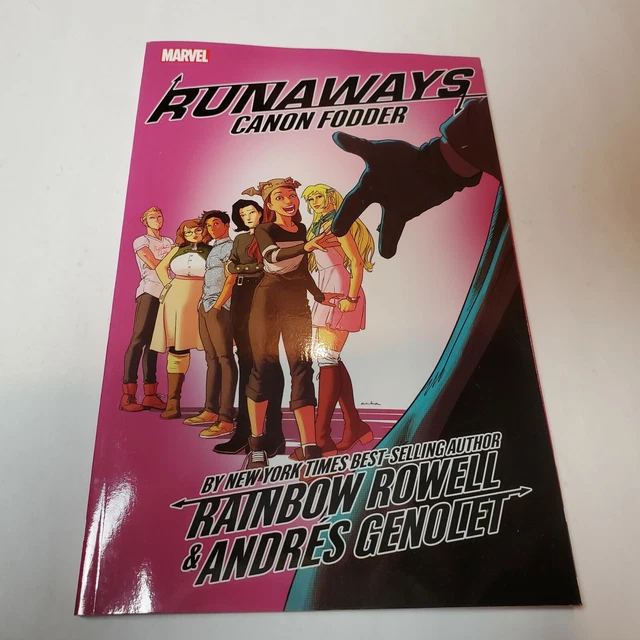 MARVEL
RUNAWAYS
CANON FODDER
BY NEW YORK TIMES BEST-SELLING AUTHOR
RAINBOW ROWELL
& ANDRÉS GENOLET